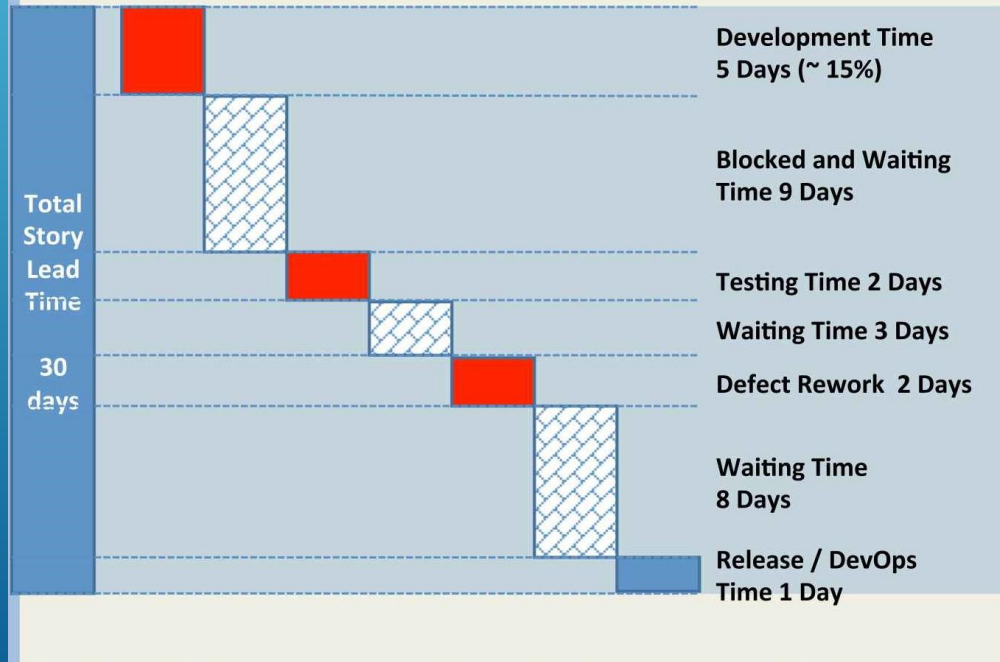 Total
Story
Lead
Time
30
days
Development Time
5 Days (~ 15%)
Blocked and Waiting
Time 9 Days
Testing Time 2 Days
Waiting Time 3 Days
Defect Rework  2 Days
Waiting Time
8 Days
Release / DevOps
Time 1 Day